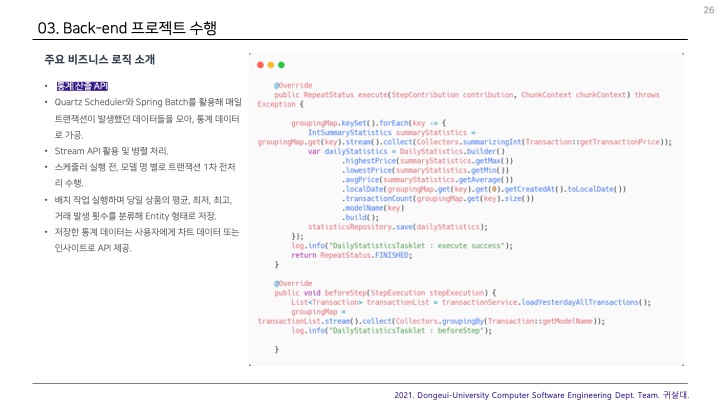 26
03. Back-end 프로젝트 수행
주요 비즈니스 로직 소개
• 통계 산출 API
• Quartz Scheduler와 Spring Batch를 활용해 매일
트랜잭션이 발생했던 데이터들을 모아, 통계 데이터
로 가공.
• Stream API 활용 및 병렬 처리.
• 스케줄러 실행 전, 모델 명 별로 트랜잭션 1차 전처
리 수행.
• 배치 작업 실행하며 당일 상품의 평균, 최저, 최고,
거래 발생 횟수를 분류해 Entity 형태로 저장.
• 저장한 통계 데이터는 사용자에게 차트 데이터 또는
인사이트로 API 제공.
@Override
public RepeatStatus execute(StepContribution contribution, ChunkContext chunkContext) throws
Exception {
groupingMap.keySet().forEach(key -> {
IntSummaryStatistics summaryStatistics =
groupingMap.get(key).stream().collect(Collectors.summarizingInt(Transaction::getTransactionPrice));
var dailyStatistics = DailyStatistics.builder()
.highestPrice(summaryStatistics.getMax())
.lowestPrice(summaryStatistics.getMin())
.avgPrice(summaryStatistics.getAverage())
.localDate(groupingMap.get(key).get(0).getCreatedAt().toLocalDate())
.transactionCount(groupingMap.get(key).size())
.modelName(key)
.build();
statisticsRepository.save(dailyStatistics);
});
log.info("DailyStatisticsTasklet : execute success");
return RepeatStatus.FINISHED;
}
@Override
public void beforeStep(StepExecution stepExecution) {
List<Transaction> transactionList = transactionService.loadYesterdayAllTransactions();
groupingMap =
transactionList.stream().collect(Collectors.groupingBy(Transaction::getModelName));
log.info("DailyStatisticsTasklet : beforeStep");
}
2021. Dongeui-University Computer Software Engineering Dept. Team. 귀살대.